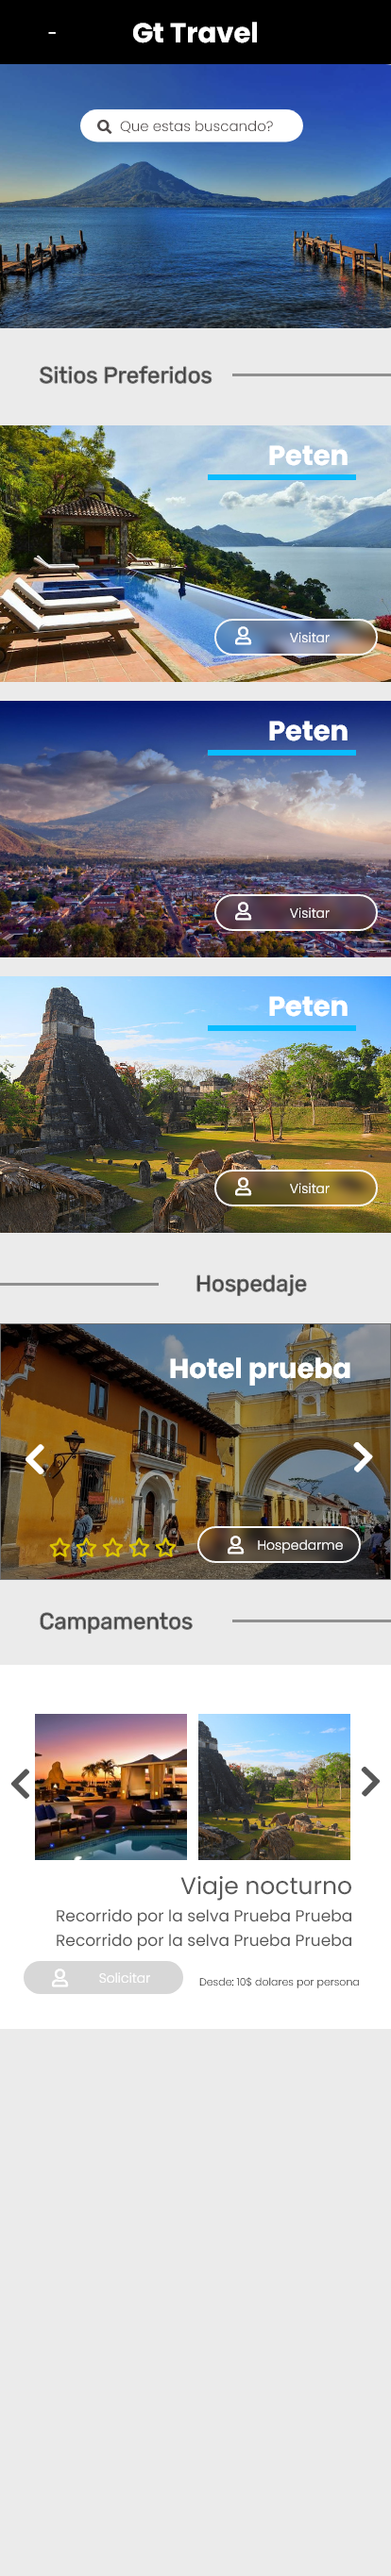 Gt Travel
Que estas buscando?
Sitios Preferidos
Peten
Visitar
Peten
Visitar
Peten
Visitar
Hospedaje
Hotel prueba
Hospedarme
Campamentos
Viaje nocturno
Recorrido por la selva Prueba Prueba
Recorrido por la selva Prueba Prueba
Solicitar
Desde: 10$ dolares por persona